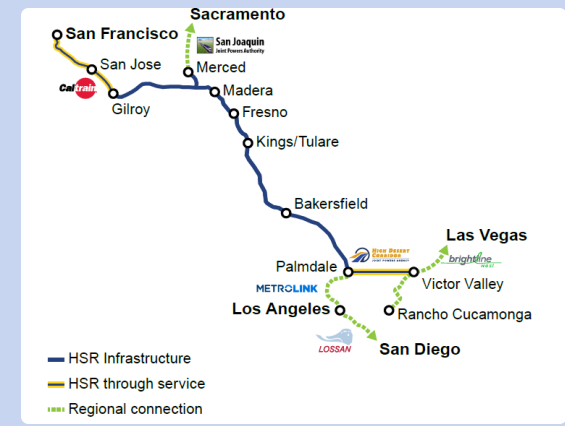 Sacramento
San Francisco
San Joaquin
Joint Powers Authority
San Jose
Merced
Caltrain
Madera
Gilroy
Fresno
Kings/Tulare
Bakersfield
Las Vegas
HIGH DESERT
CORRIDOR
JOINT POWERS AGENCY
brightline
west
Palmdale
Victor Valley
METROLINK
Los Angeles
Rancho Cucamonga
LOSSAN
San Diego
HSR Infrastructure
HSR through service
Regional connection